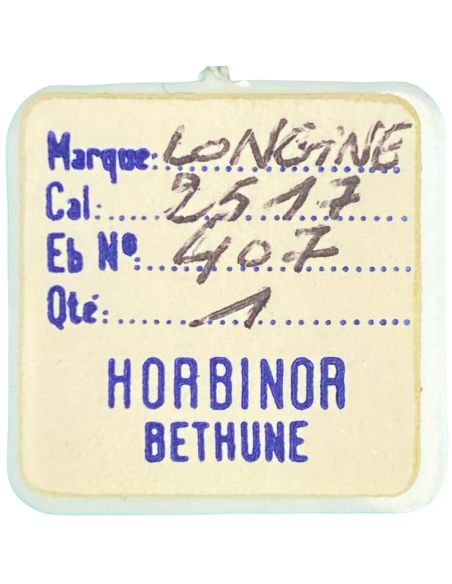 Marque: LONGINE
Cal. 2517
Eb Nº 407
Qté: 1
HORBINOR
BETHUNE